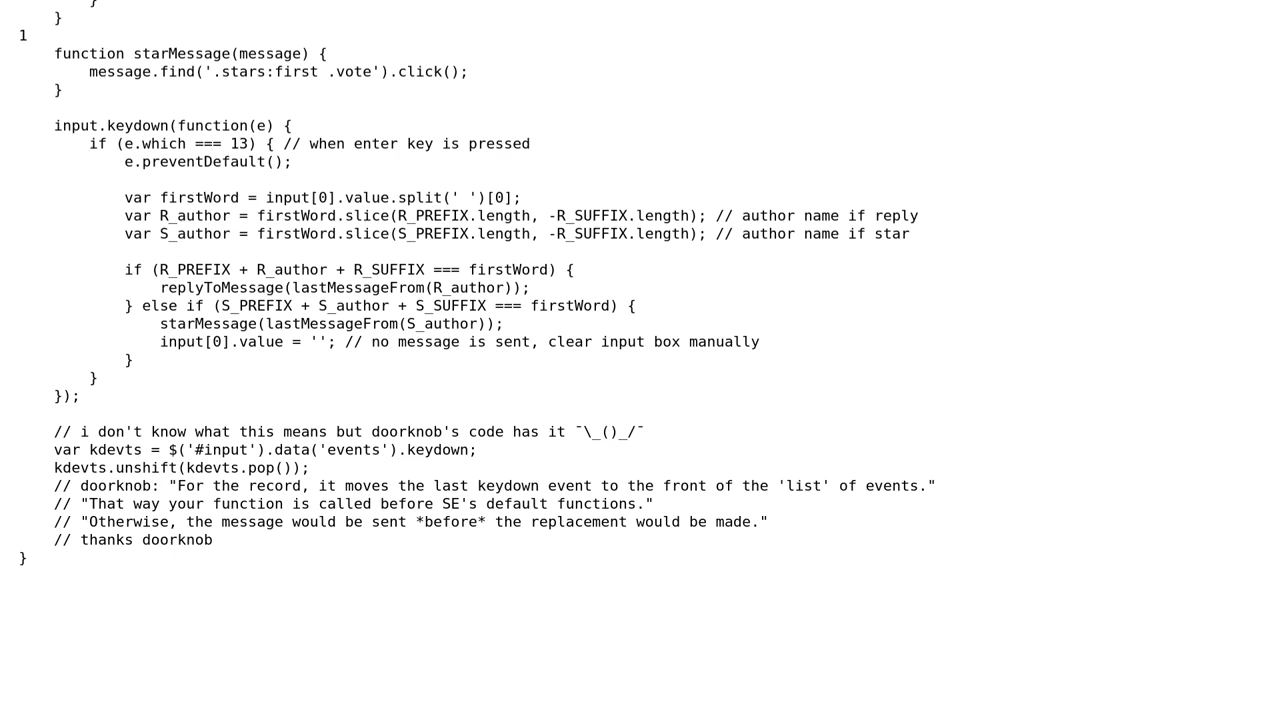 }
    }
1
    function starMessage(message) {
        message.find('.stars:first .vote').click();
    }

    input.keydown(function(e) {
        if (e.which === 13) { // when enter key is pressed
            e.preventDefault();

            var firstWord = input[0].value.split(' ')[0];
            var R_author = firstWord.slice(R_PREFIX.length, -R_SUFFIX.length); // author name if reply
            var S_author = firstWord.slice(S_PREFIX.length, -R_SUFFIX.length); // author name if star

            if (R_PREFIX + R_author + R_SUFFIX === firstWord) {
                replyToMessage(lastMessageFrom(R_author));
            } else if (S_PREFIX + S_author + S_SUFFIX === firstWord) {
                starMessage(lastMessageFrom(S_author));
                input[0].value = ''; // no message is sent, clear input box manually
            }
        }
    });

    // i don't know what this means but doorknob's code has it ¯\_()_/¯
    var kdevts = $('#input').data('events').keydown;
    kdevts.unshift(kdevts.pop());
    // doorknob: "For the record, it moves the last keydown event to the front of the 'list' of events."
    // "That way your function is called before SE's default functions."
    // "Otherwise, the message would be sent *before* the replacement would be made."
    // thanks doorknob
}